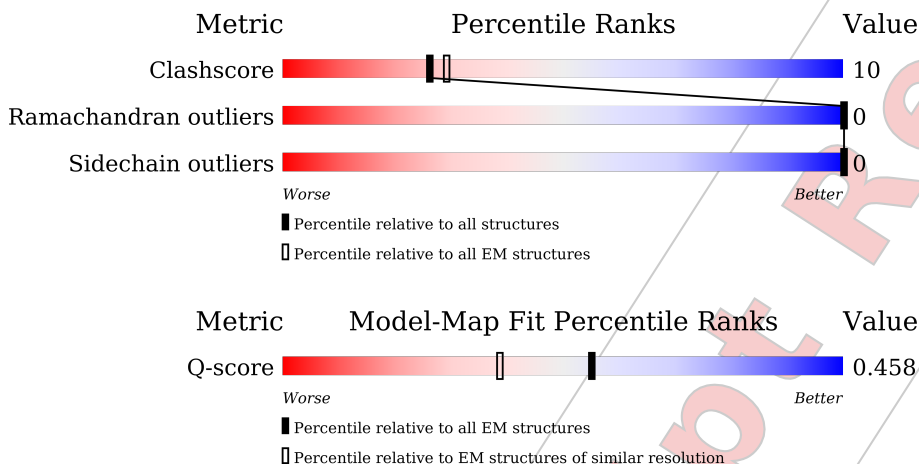 Metric Percentile Ranks Value
Clashscore 10
Ramachandran outliers 0
Sidechain outliers 0
Worse Better
Percentile relative to all structures
Percentile relative to all EM structures
Metric Model-Map Fit Percentile Ranks Value
Q-score 0.458
Worse Better
Percentile relative to all EM structures
Percentile relative to EM structures of similar resolution